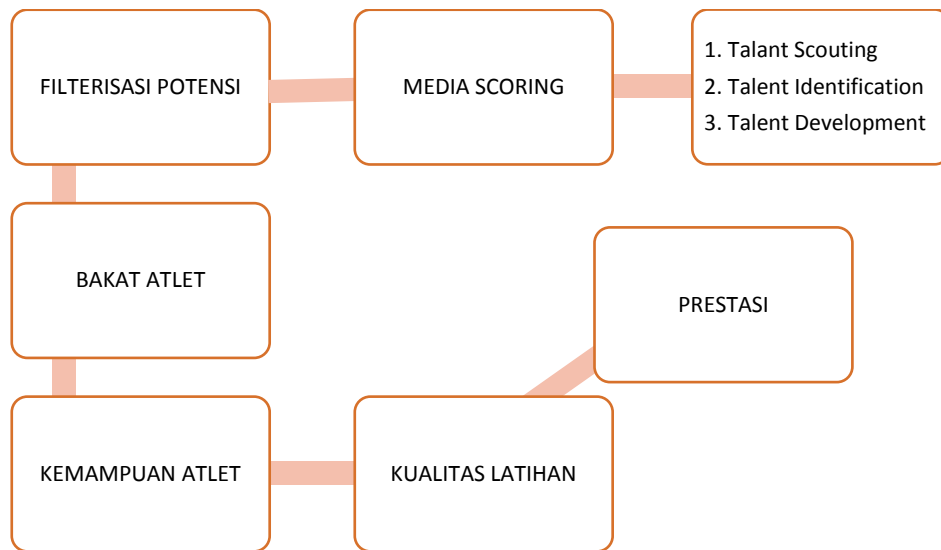 FILTERISASI POTENSI
MEDIA SCORING
1. Talant Scouting
2. Talent Identification
3. Talent Development
BAKAT ATLET
PRESTASI
KEMAMPUAN ATLET
KUALITAS LATIHAN